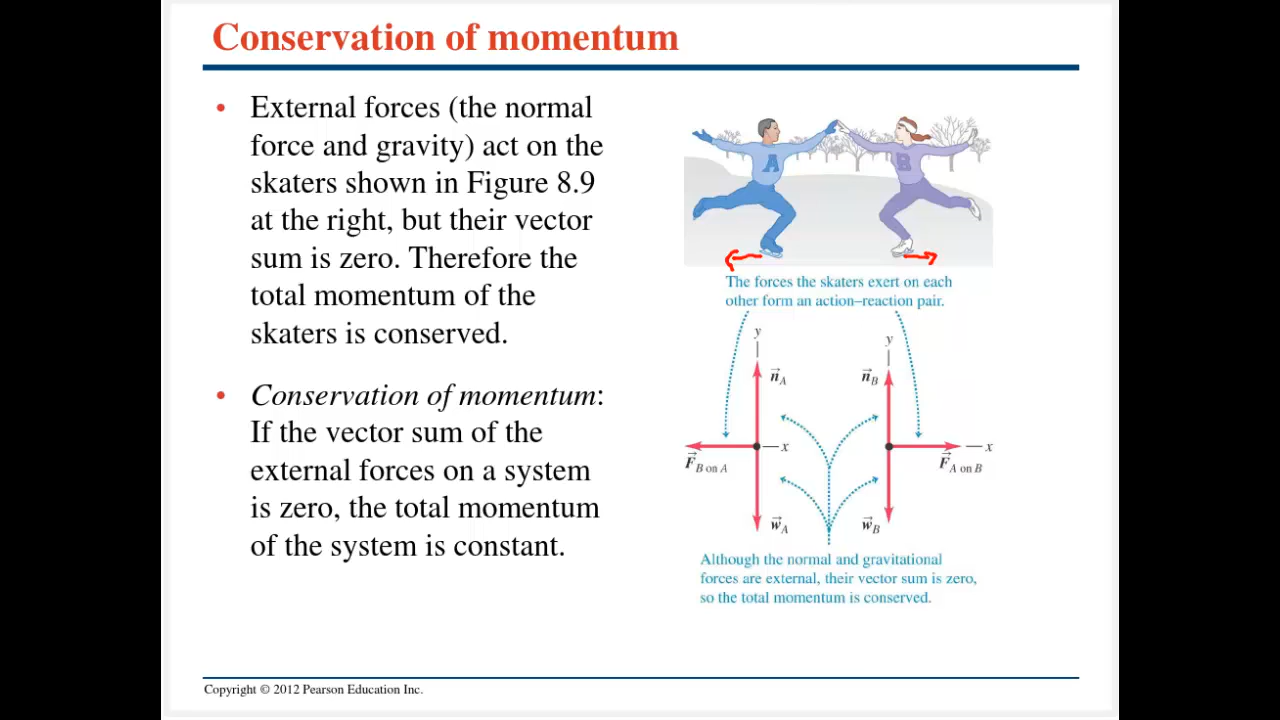 Conservation of momentum
• External forces (the normal
force and gravity) act on the
skaters shown in Figure 8.9
at the right, but their vector
sum is zero. Therefore the
total momentum of the
skaters is conserved.
• Conservation of momentum:
If the vector sum of the
external forces on a system
is zero, the total momentum
of the system is constant.
A B
The forces the skaters exert on each
other form an action–reaction pair.
y y
n⃗A n⃗B
x x
F⃗B on A F⃗A on B
w⃗A w⃗B
Although the normal and gravitational
forces are external, their vector sum is zero,
so the total momentum is conserved.
Copyright © 2012 Pearson Education Inc.